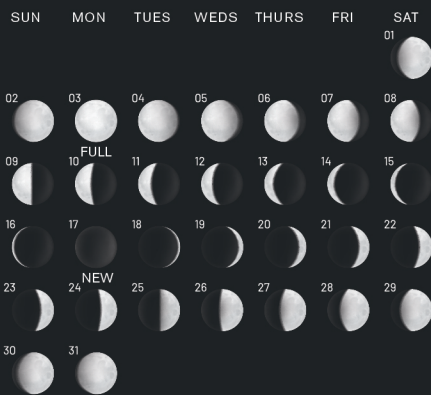 SUN MON TUES WEDS THURS FRI SAT
01
02 03 04 05 06 07 08
FULL
09 10 11 12 13 14 15
16 17 18 19 20 21 22
NEW
23 24 25 26 27 28 29
30 31